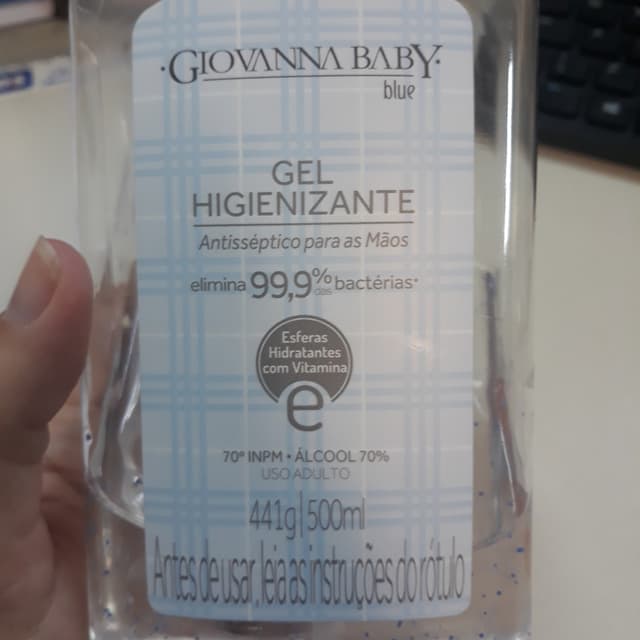 ·GIOVANNA BABY·
blue
GEL
HIGIENIZANTE
Antisséptico para as Mãos
elimina 99,9% das bactérias*
Esferas
Hidratantes
com Vitamina
e
70° INPM • ÁLCOOL 70%
USO ADULTO
441g|500ml
Antes de usar, leia as instruções do rótulo